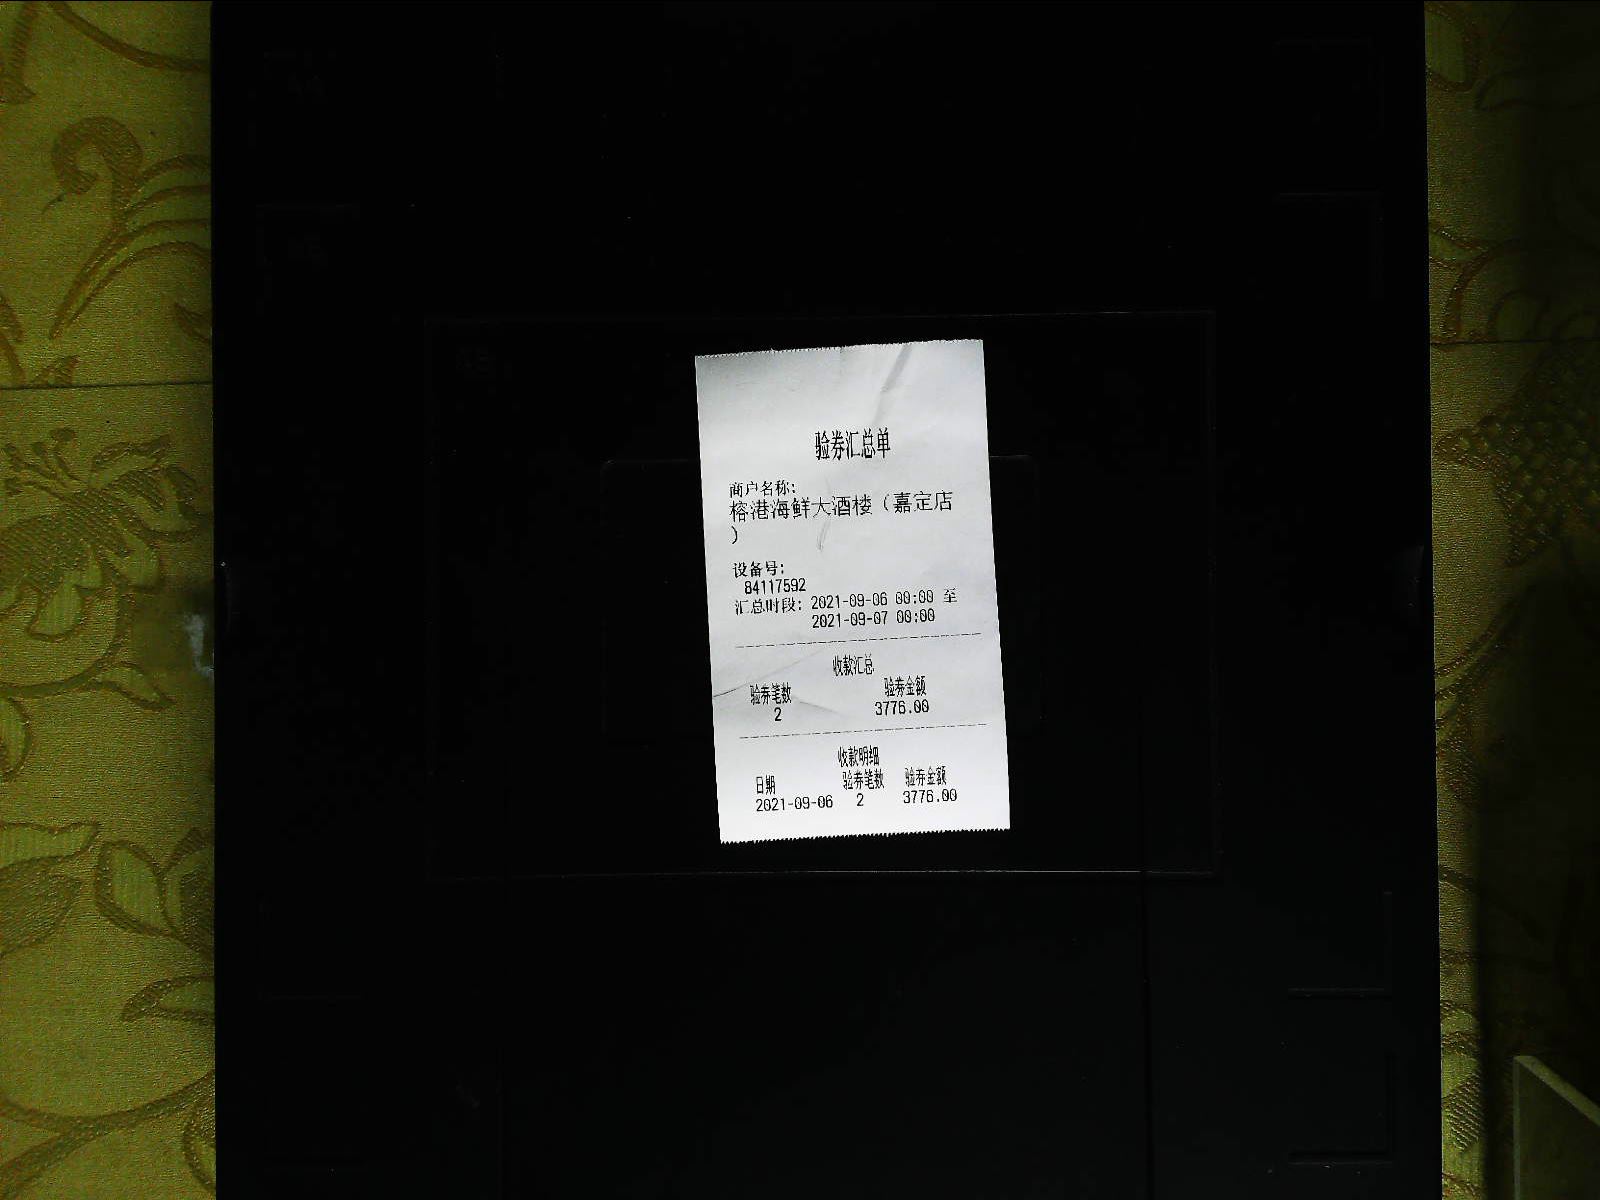 验券汇总单
商户名称:
榕港海鲜大酒楼（嘉定店
）
设备号:
84117592
汇总时段: 2021-09-06 00:00 至
2021-09-07 00:00
收款汇总
验券笔数 验券金额
2 3776.00
收款明细
日期 验券笔数 验券金额
2021-09-06 2 3776.00